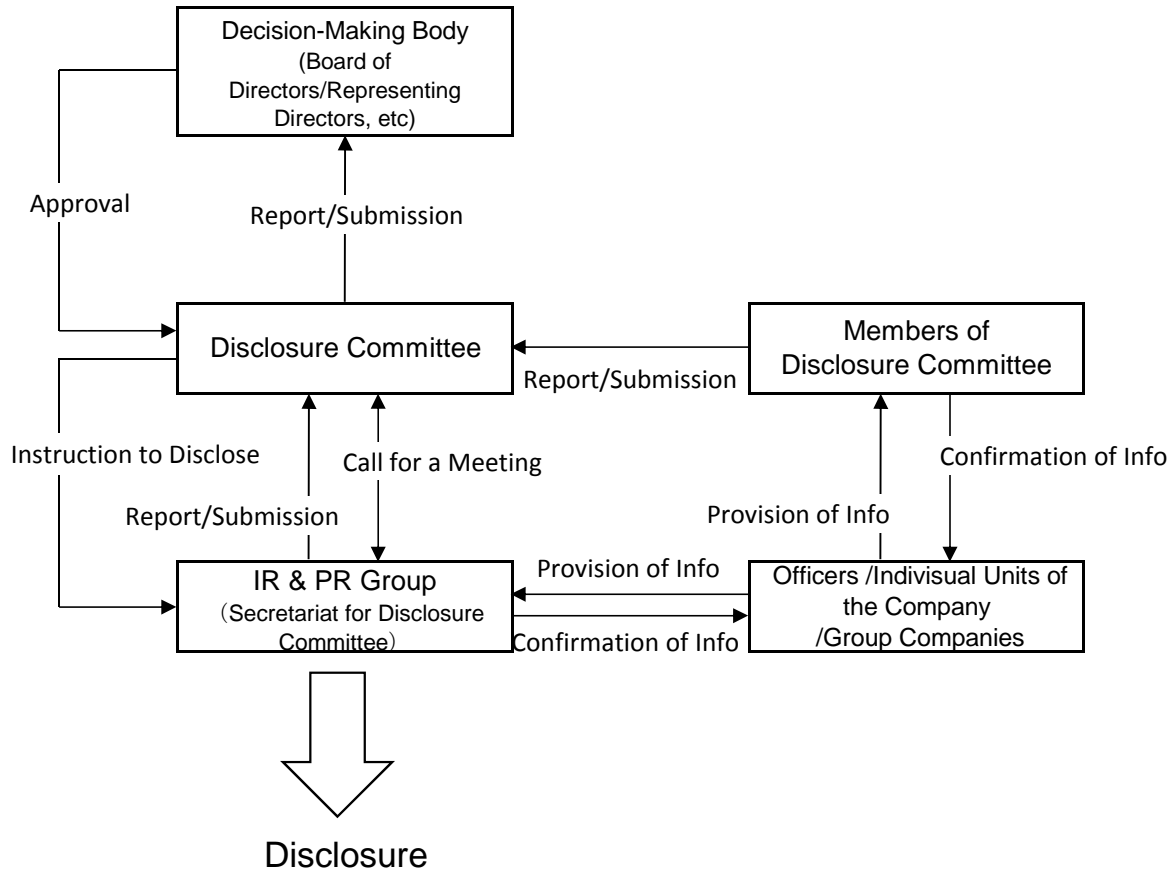 Decision-Making Body
(Board of
Directors/Representing
Directors, etc)
Approval
Report/Submission
Disclosure Committee
Members of
Disclosure Committee
Report/Submission
Instruction to Disclose
Call for a Meeting
Confirmation of Info
Report/Submission
Provision of Info
IR & PR Group
（Secretariat for Disclosure
Committee）
Provision of Info
Confirmation of Info
Officers /Indivisual Units of
the Company
/Group Companies
Disclosure